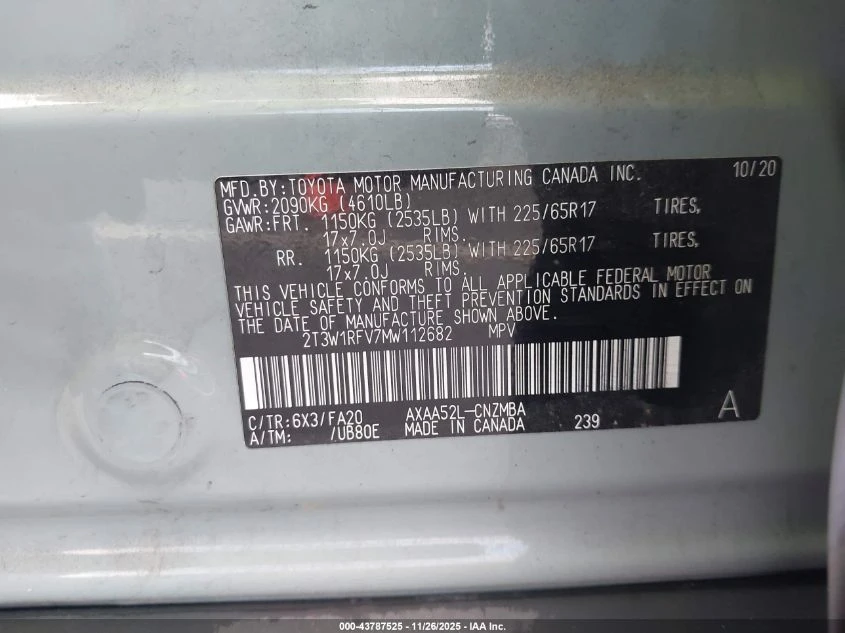 MFD.BY:TOYOTA MOTOR MANUFACTURING CANADA INC. 10/20
GVWR:2090KG (4610LB)
GAWR:FRT. 1150KG (2535LB) WITH 225/65R17 TIRES,
17x7.0J RIMS.
RR. 1150KG (2535LB) WITH 225/65R17 TIRES,
17x7.0J RIMS.
THIS VEHICLE CONFORMS TO ALL APPLICABLE FEDERAL MOTOR
VEHICLE SAFETY AND THEFT PREVENTION STANDARDS IN EFFECT ON
THE DATE OF MANUFACTURE SHOWN ABOVE.
2T3W1RFV7MW112682 MPV
C/TR:6X3/FA20 AXAA52L-CNZMBA A
A/TM: /UB80E MADE IN CANADA 239
000-43787525 - 11/26/2025 - IAA Inc.